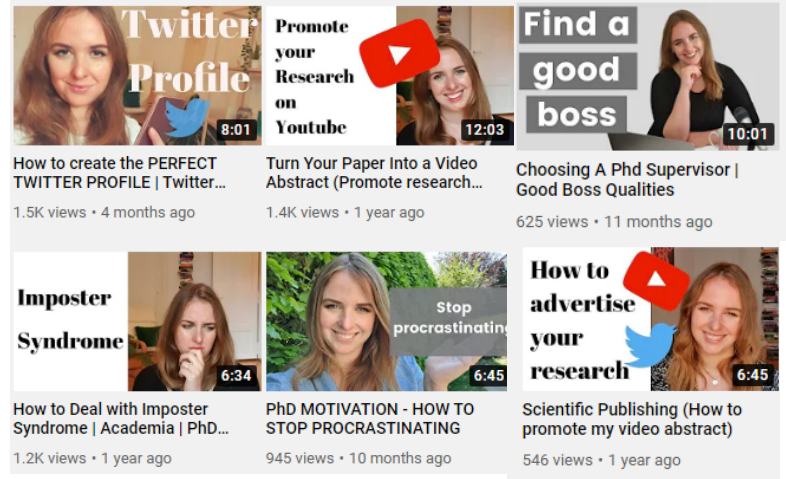 Twitter
Profile
8:01
How to create the PERFECT
TWITTER PROFILE | Twitter...
1.5K views • 4 months ago
Promote
your
Research
on
Youtube
12:03
Turn Your Paper Into a Video
Abstract (Promote research...
1.4K views • 1 year ago
Find a
good
boss
10:01
Choosing A Phd Supervisor |
Good Boss Qualities
625 views • 11 months ago
Imposter
Syndrome
6:34
How to Deal with Imposter
Syndrome | Academia | PhD...
1.2K views • 1 year ago
Stop
procrastinating
6:45
PhD MOTIVATION - HOW TO
STOP PROCRASTINATING
945 views • 10 months ago
How to
advertise
your
research
6:45
Scientific Publishing (How to
promote my video abstract)
546 views • 1 year ago